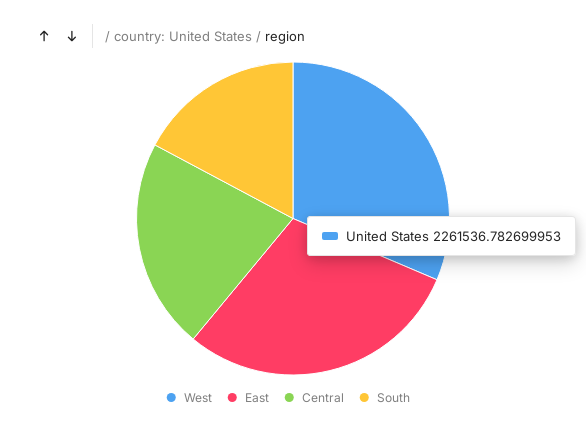 / country: United States / region
United States 2261536.782699953
West East Central South